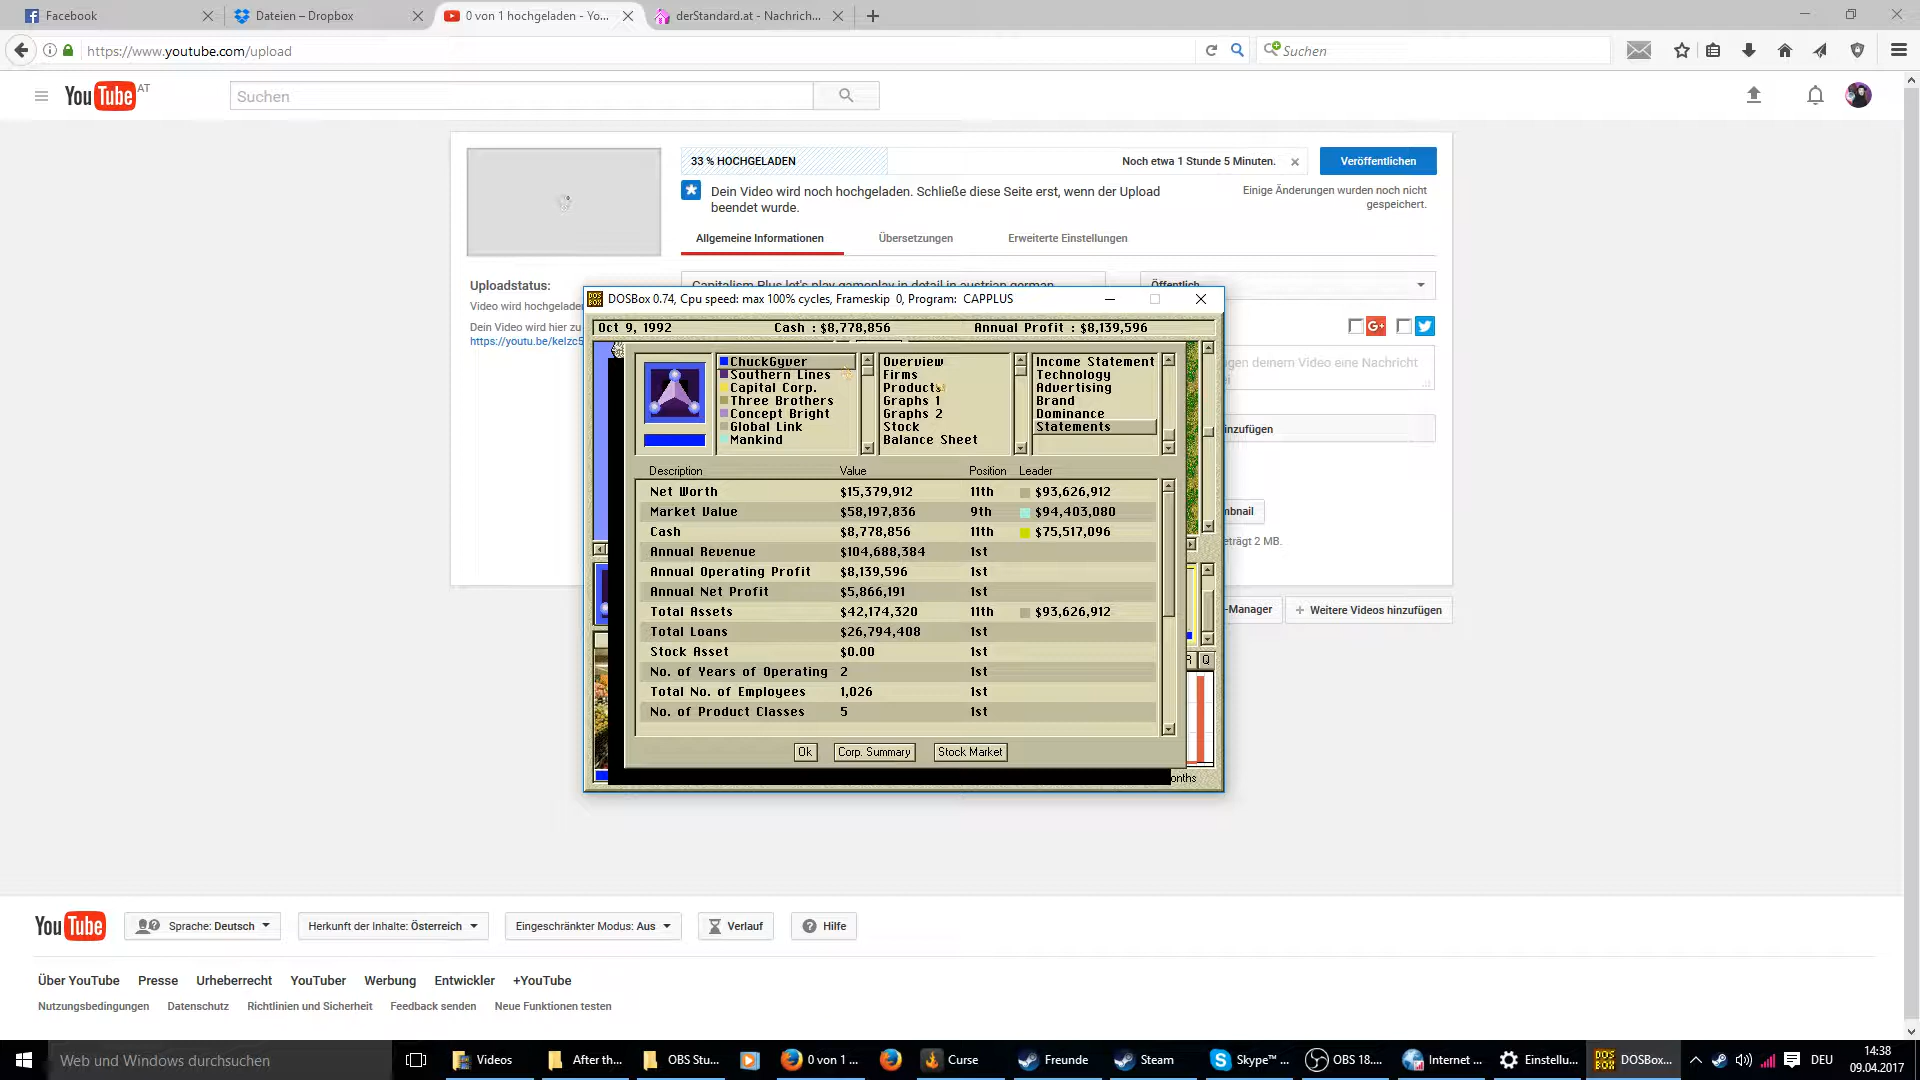 Facebook
Dateien – Dropbox
0 von 1 hochgeladen - Yo...
derStandard.at - Nachrich...
https://www.youtube.com/upload
Suchen
YouTube AT
Suchen
33 % HOCHGELADEN
Noch etwa 1 Stunde 5 Minuten.
Veröffentlichen
Dein Video wird noch hochgeladen. Schließe diese Seite erst, wenn der Upload
beendet wurde.
Einige Änderungen wurden noch nicht
gespeichert.
Allgemeine Informationen
Übersetzungen
Erweiterte Einstellungen
Uploadstatus:
Video wird hochgeladen
Dein Video wird hier zu
https://youtu.be/kelzc5
Capitalism Plus let's play gameplay in detail in austrian german
Öffentlich
DOSBox 0.74, Cpu speed: max 100% cycles, Frameskip 0, Program: CAPPLUS
Oct 9, 1992
Cash : $8,778,856
Annual Profit : $8,139,596
ChuckGyver
Southern Lines
Capital Corp.
Three Brothers
Concept Bright
Global Link
Mankind
Overview
Firms
Products
Graphs 1
Graphs 2
Stock
Balance Sheet
Income Statement
Technology
Advertising
Brand
Dominance
Statements
Description Value Position Leader
Net Worth $15,379,912 11th $93,626,912
Market Value $58,197,836 9th $94,403,080
Cash $8,778,856 11th $75,517,096
Annual Revenue $104,688,384 1st
Annual Operating Profit $8,139,596 1st
Annual Net Profit $5,866,191 1st
Total Assets $42,174,320 11th $93,626,912
Total Loans $26,794,408 1st
Stock Asset $0.00 1st
No. of Years of Operating 2 1st
Total No. of Employees 1,026 1st
No. of Product Classes 5 1st
Ok
Corp. Summary
Stock Market
R Q
onths
gen deinem Video eine Nachricht
ei
inzufügen
mbnail
eträgt 2 MB.
-Manager
+ Weitere Videos hinzufügen
YouTube
Sprache: Deutsch
Herkunft der Inhalte: Österreich
Eingeschränkter Modus: Aus
Verlauf
Hilfe
Über YouTube Presse Urheberrecht YouTuber Werbung Entwickler +YouTube
Nutzungsbedingungen Datenschutz Richtlinien und Sicherheit Feedback senden Neue Funktionen testen
Web und Windows durchsuchen
Videos
After th...
OBS Stu...
0 von 1 ...
Curse
Freunde
Steam
Skype™ ...
OBS 18....
Internet ...
Einstellu...
DOSBox...
DEU
14:38
09.04.2017